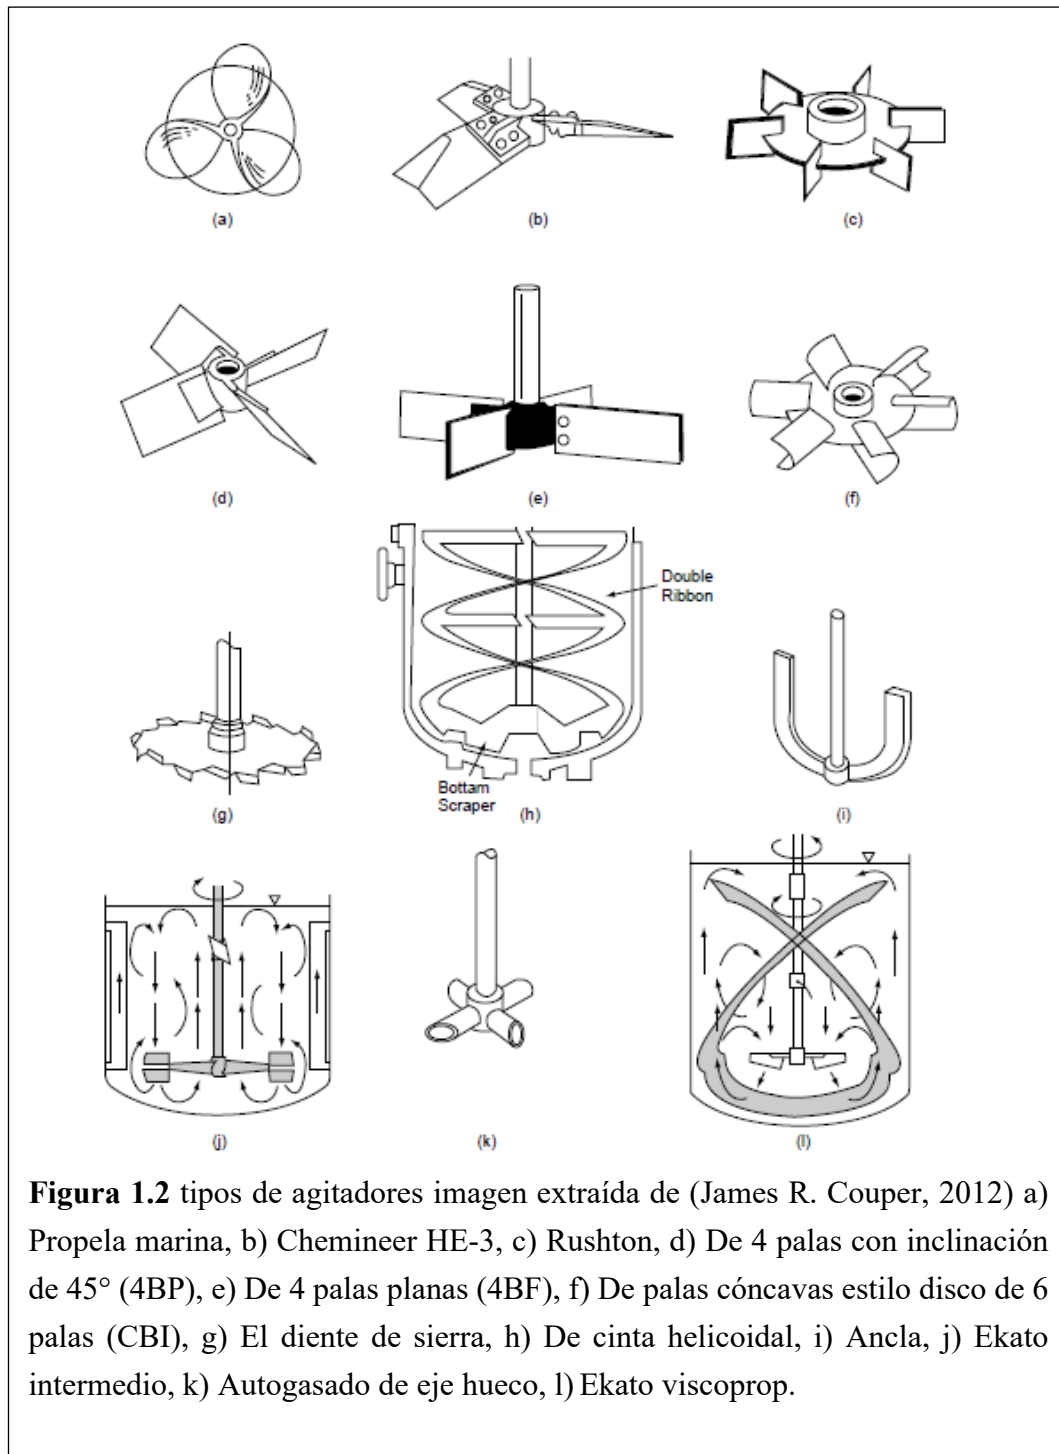 (a)
(b)
(c)
(d)
(e)
(f)
Double
Ribbon
Bottam
Scraper
(g)
(h)
(i)
(j)
(k)
(l)
Figura 1.2 tipos de agitadores imagen extraída de (James R. Couper, 2012) a)
Propela marina, b) Chemineer HE-3, c) Rushton, d) De 4 palas con inclinación
de 45° (4BP), e) De 4 palas planas (4BF), f) De palas cóncavas estilo disco de 6
palas (CBI), g) El diente de sierra, h) De cinta helicoidal, i) Ancla, j) Ekato
intermedio, k) Autogasado de eje hueco, l) Ekato viscoprop.